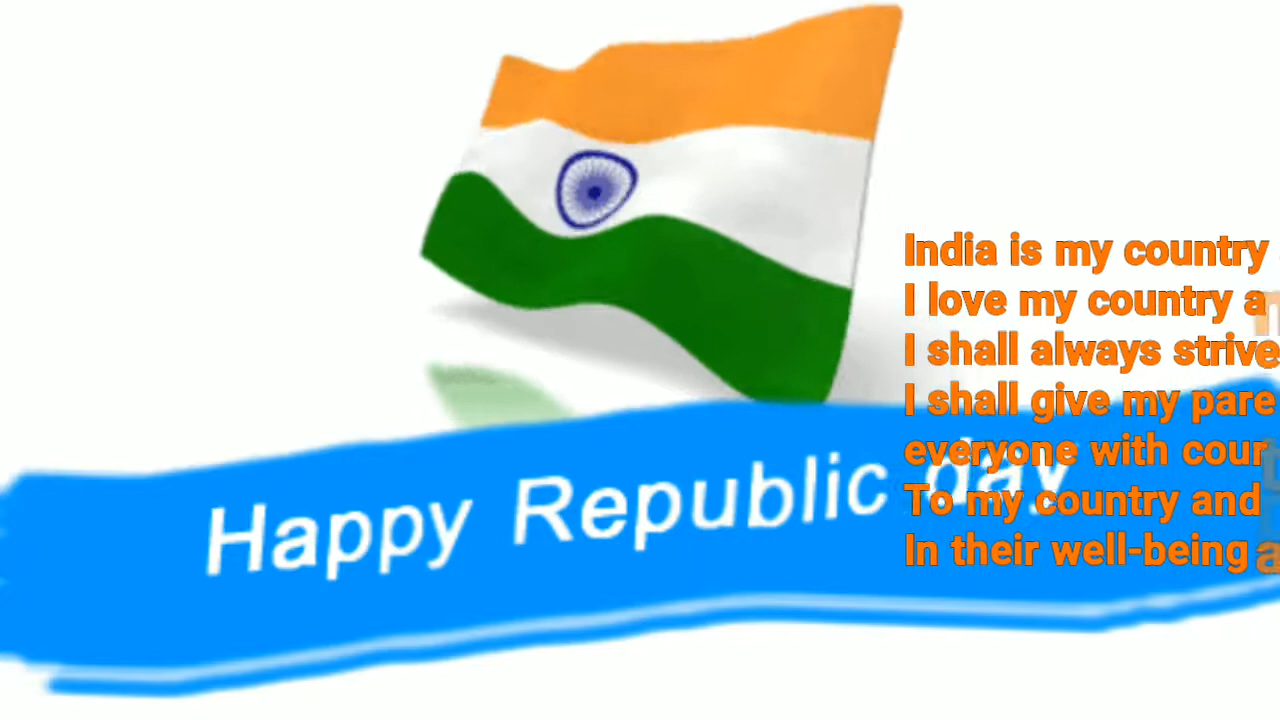 India is my country
I love my country a
I shall always strive
I shall give my pare
everyone with cour
To my country and
In their well-being a
Happy Republic day